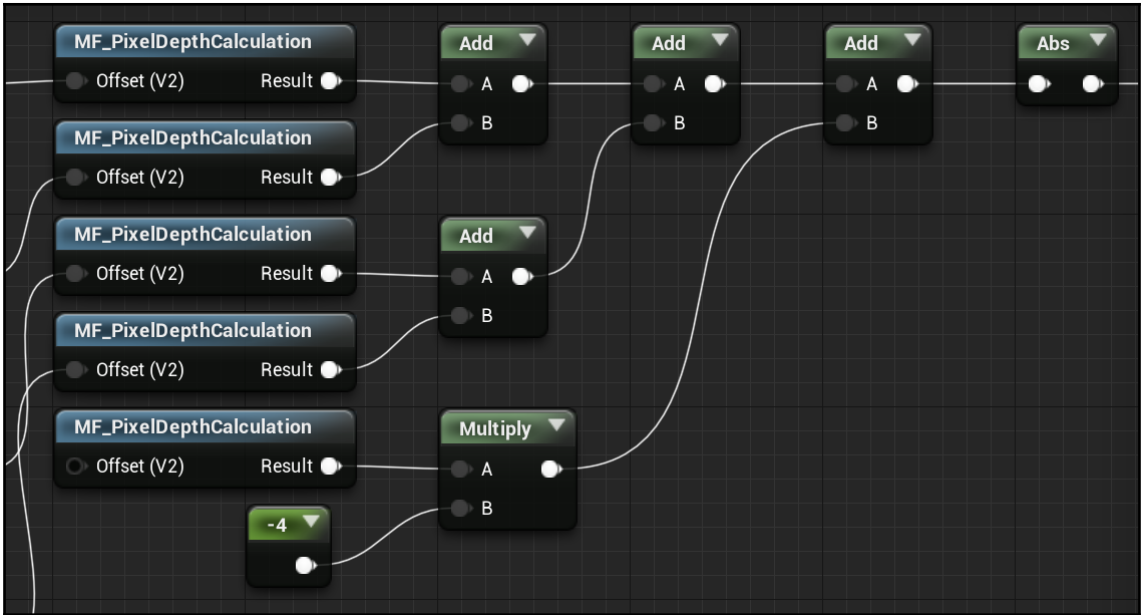 MF_PixelDepthCalculation
Offset (V2) Result
Add
A
B
Add
A
B
Add
A
B
Abs
MF_PixelDepthCalculation
Offset (V2) Result
MF_PixelDepthCalculation
Offset (V2) Result
Add
A
B
MF_PixelDepthCalculation
Offset (V2) Result
MF_PixelDepthCalculation
Offset (V2) Result
Multiply
A
B
-4